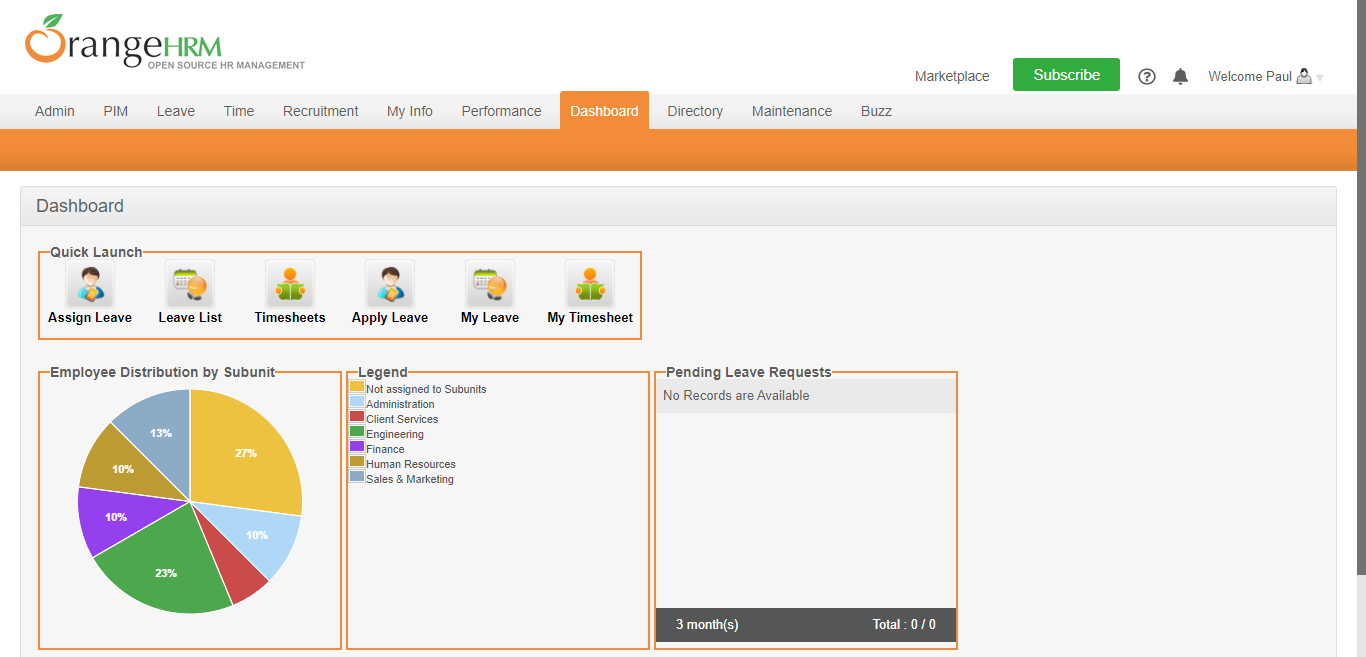 OrangeHRM
OPEN SOURCE HR MANAGEMENT
Marketplace
Subscribe
?
Welcome Paul
Admin PIM Leave Time Recruitment My Info Performance Dashboard Directory Maintenance Buzz
Dashboard
Quick Launch
Assign Leave Leave List Timesheets Apply Leave My Leave My Timesheet
Employee Distribution by Subunit
13%
27%
10%
10%
10%
23%
Legend
Not assigned to Subunits
Administration
Client Services
Engineering
Finance
Human Resources
Sales & Marketing
Pending Leave Requests
No Records are Available
3 month(s) Total : 0 / 0